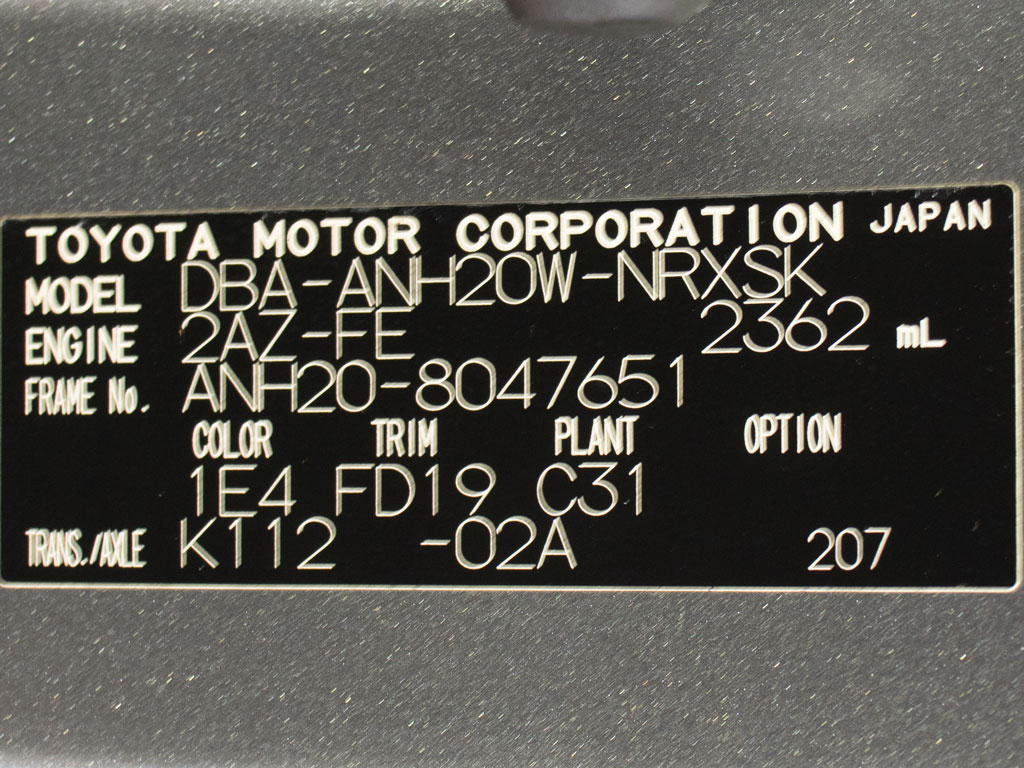 TOYOTA MOTOR CORPORATION JAPAN
MODEL DBA-ANH20W-NRXSK
ENGINE 2AZ-FE 2362 mL
FRAME No. ANH20-8047651
COLOR TRIM PLANT OPTION
1E4 FD19 C31
TRANS./AXLE K112 -02A 207